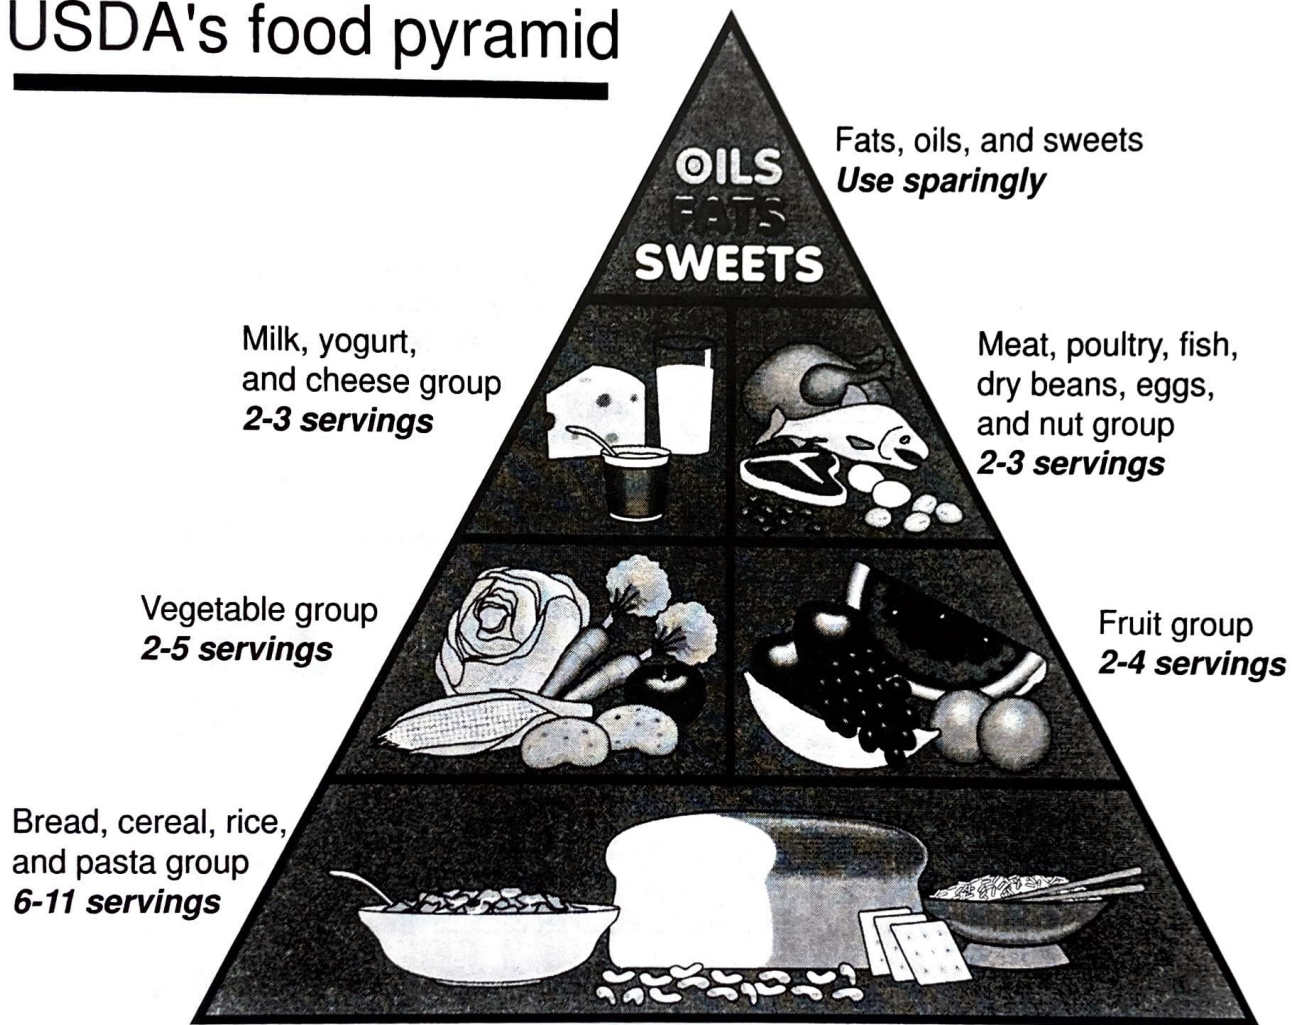 USDA's food pyramid
OILS
FATS
SWEETS
Fats, oils, and sweets
Use sparingly
Milk, yogurt,
and cheese group
2-3 servings
Meat, poultry, fish,
dry beans, eggs,
and nut group
2-3 servings
Vegetable group
2-5 servings
Fruit group
2-4 servings
Bread, cereal, rice,
and pasta group
6-11 servings